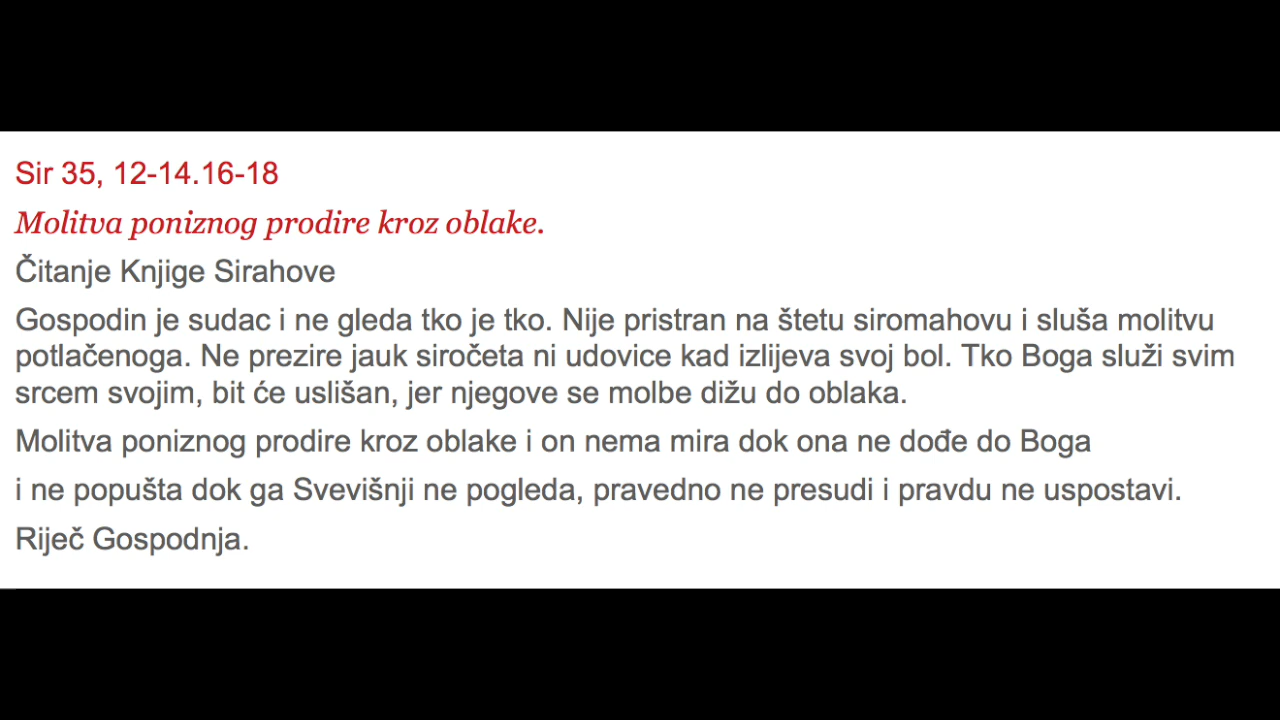 Sir 35, 12-14.16-18
Molitva poniznog prodire kroz oblake.
Čitanje Knjige Sirahove
Gospodin je sudac i ne gleda tko je tko. Nije pristran na štetu siromahovu i sluša molitvu
potlačenoga. Ne prezire jauk siročeta ni udovice kad izlijeva svoj bol. Tko Boga služi svim
srcem svojim, bit će uslišan, jer njegove se molbe dižu do oblaka.
Molitva poniznog prodire kroz oblake i on nema mira dok ona ne dođe do Boga
i ne popušta dok ga Svevišnji ne pogleda, pravedno ne presudi i pravdu ne uspostavi.
Riječ Gospodnja.